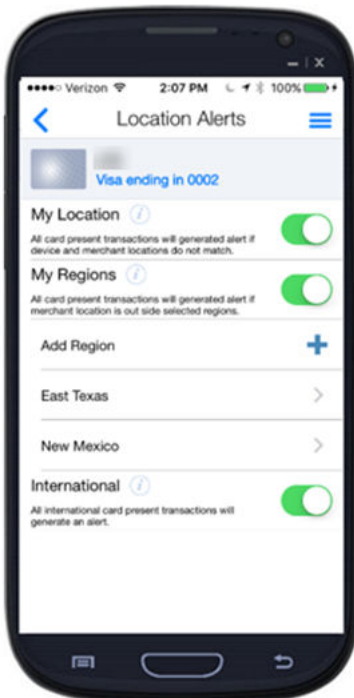 Verizon 2:07 PM 100%
Location Alerts
Visa ending in 0002
My Location
All card present transactions will generated alert if
device and merchant locations do not match.
My Regions
All card present transactions will generated alert if
merchant location is out side selected regions.
Add Region
East Texas
New Mexico
International
All international card present transactions will
generate an alert.